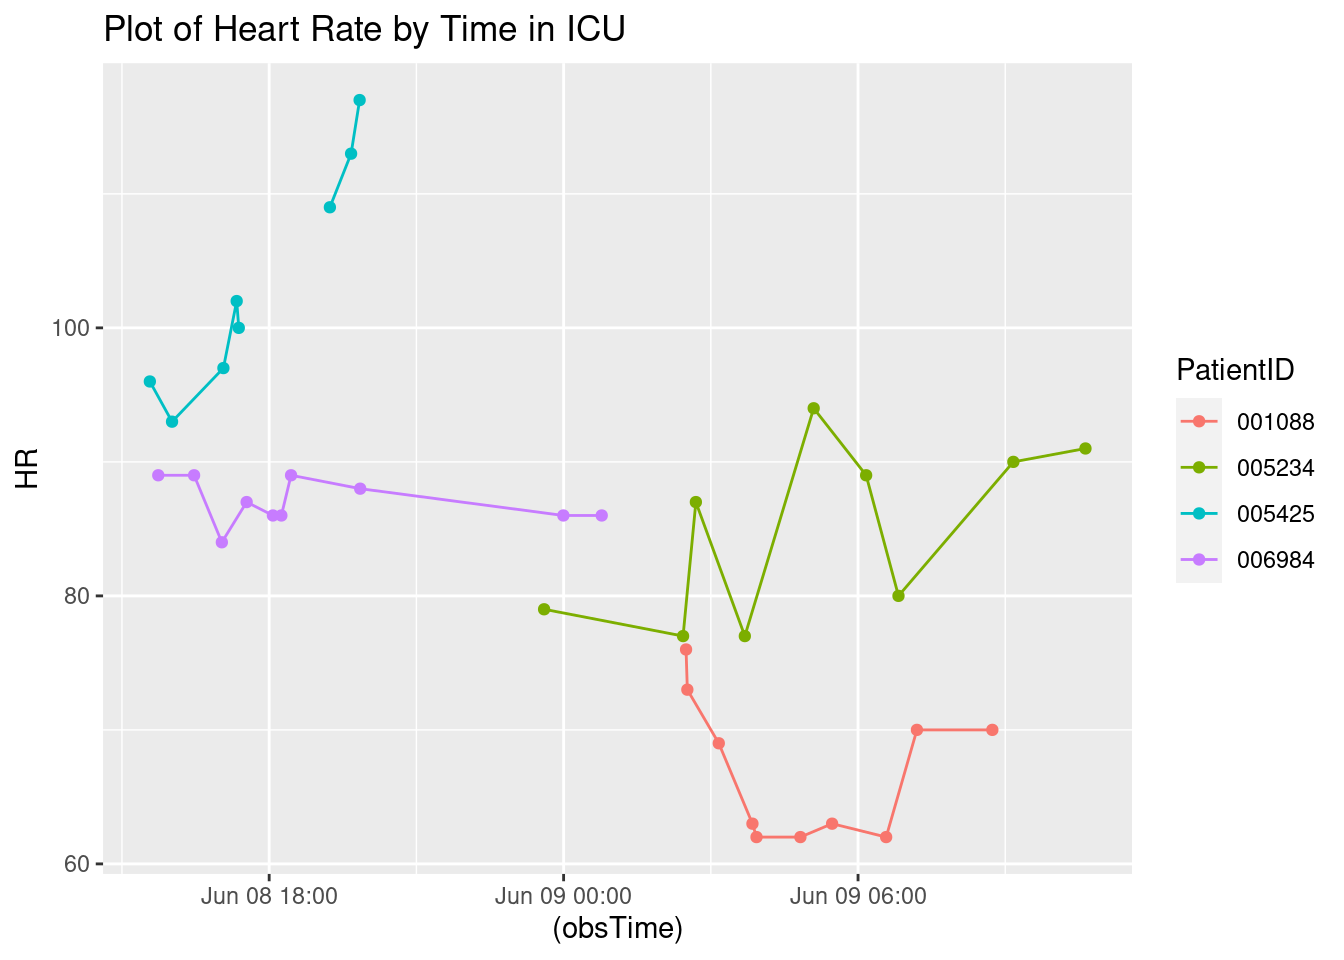 Plot of Heart Rate by Time in ICU
HR
100
80
60
Jun 08 18:00
Jun 09 00:00
Jun 09 06:00
(obsTime)
PatientID
001088
005234
005425
006984